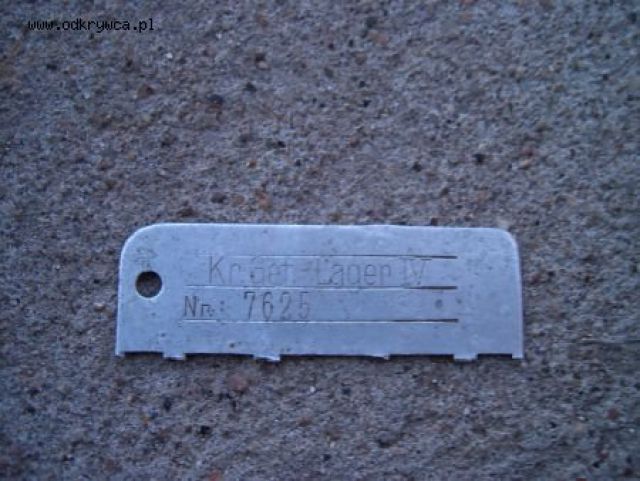 www.odkrywca.pl
Kr. Gef. Lager IV
Nr.: 7625